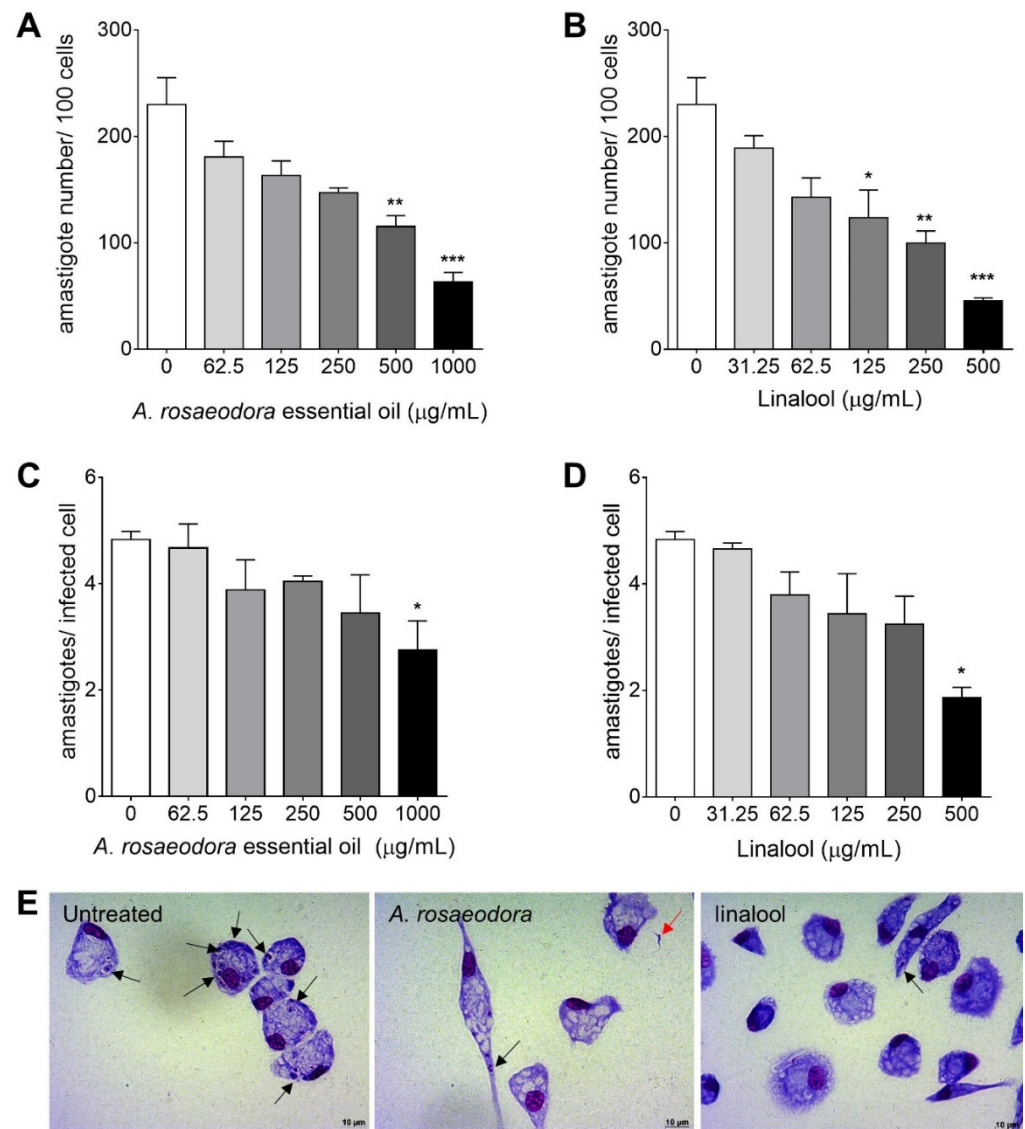 A
amastigote number/ 100 cells
300
200
100
0
**
***
0 62.5 125 250 500 1000
A. rosaeodora essential oil (μg/mL)
B
amastigote number/ 100 cells
300
200
100
0
*
**
***
0 31.25 62.5 125 250 500
Linalool (μg/mL)
C
amastigotes/ infected cell
6
4
2
0
*
0 62.5 125 250 500 1000
A. rosaeodora essential oil (μg/mL)
D
amastigotes/ infected cell
6
4
2
0
*
0 31.25 62.5 125 250 500
Linalool (μg/mL)
E
Untreated
10 μm
A. rosaeodora
10 μm
linalool
10 μm